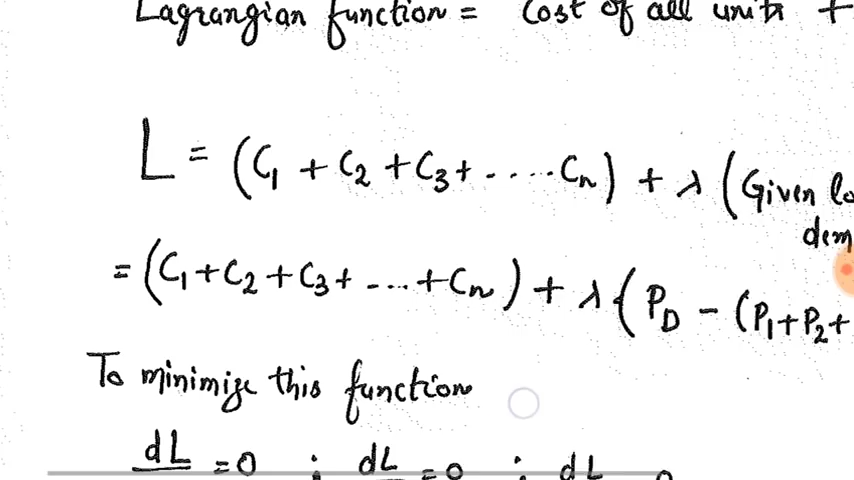 Lagrangian function = Cost of all units +
L = (C₁ + C₂ + C₃ + ..... Cₙ) + λ (Given
= (C₁ + C₂ + C₃ + ... + Cₙ) + λ { P_D - (P₁ + P₂ +
To minimize this function
dL = 0 ; dL = 0 ; dL